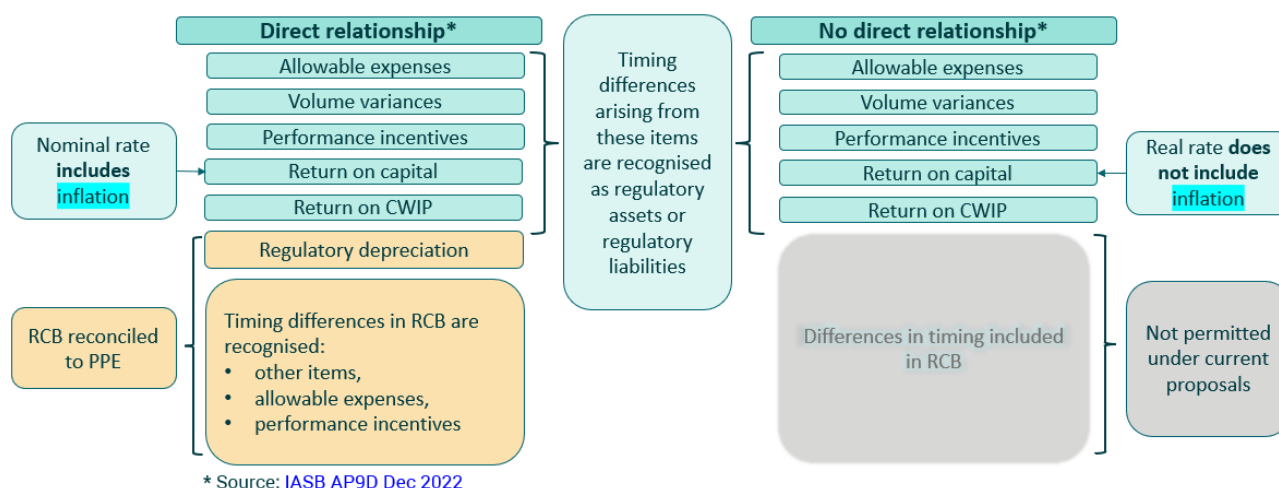 Direct relationship*
Allowable expenses
Volume variances
Performance incentives
Return on capital
Return on CWIP
Regulatory depreciation
Timing differences in RCB are
recognised:
• other items,
• allowable expenses,
• performance incentives
Nominal rate
includes
inflation
RCB reconciled
to PPE
Timing
differences
arising from
these items
are recognised
as regulatory
assets or
regulatory
liabilities
No direct relationship*
Allowable expenses
Volume variances
Performance incentives
Return on capital
Return on CWIP
Differences in timing included
in RCB
Real rate does
not include
inflation
Not permitted
under current
proposals
* Source: IASB AP9D Dec 2022